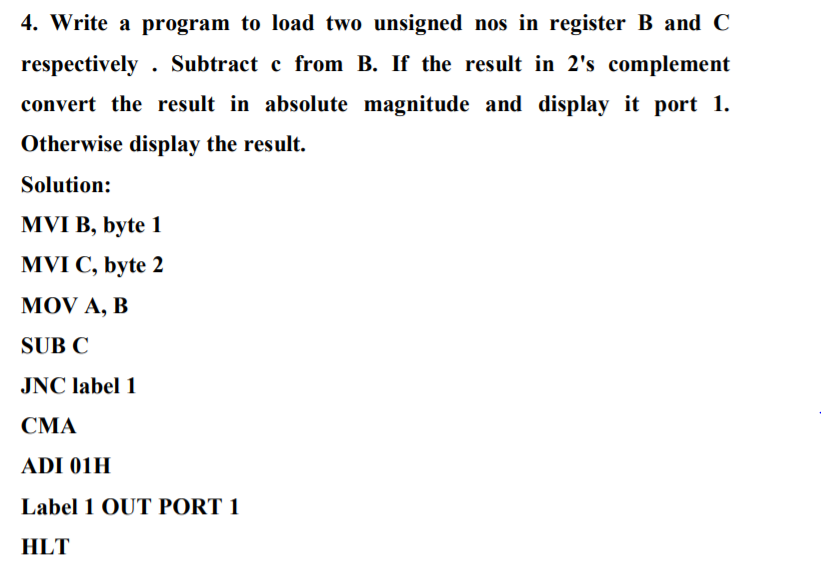 4. Write a program to load two unsigned nos in register B and C
respectively . Subtract c from B. If the result in 2's complement
convert the result in absolute magnitude and display it port 1.
Otherwise display the result.
Solution:
MVI B, byte 1
MVI C, byte 2
MOV A, B
SUB C
JNC label 1
CMA
ADI 01H
Label 1 OUT PORT 1
HLT